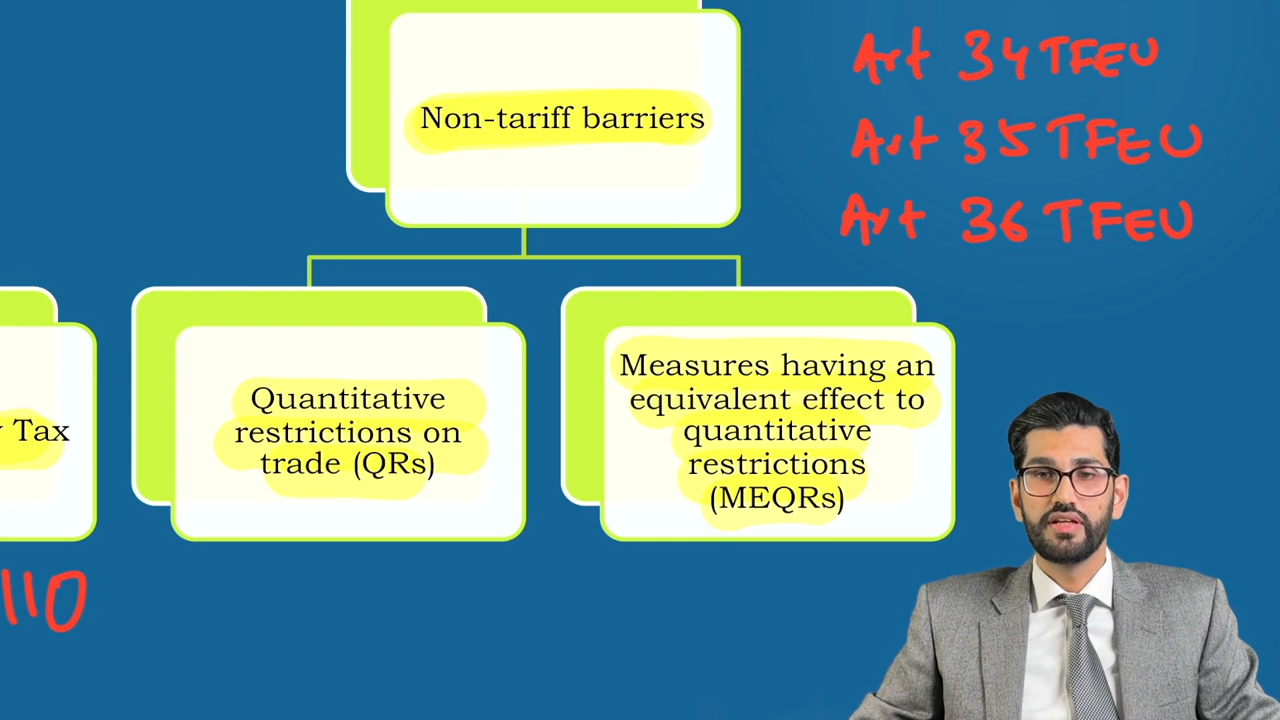 Art 34 TFEU
Art 35 TFEU
Art 36 TFEU
Non-tariff barriers
Tax
Quantitative
restrictions on
trade (QRs)
Measures having an
equivalent effect to
quantitative
restrictions
(MEQRs)
110